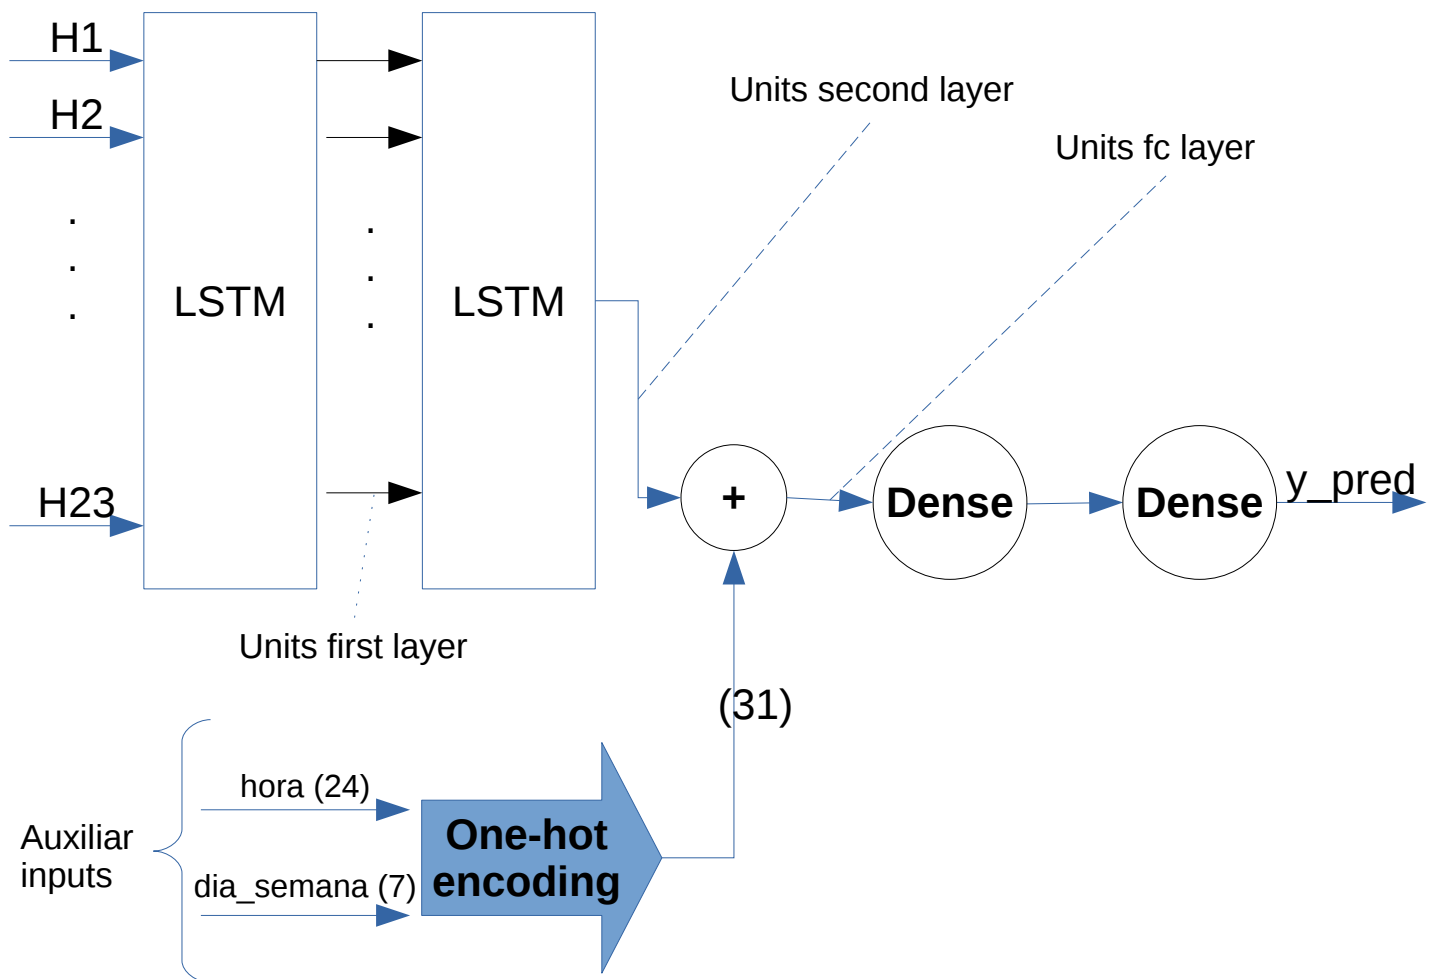 H1
Units second layer
H2
Units fc layer
.
.
.
.
.
.
LSTM
LSTM
H23
+
Dense
Dense
y_pred
Units first layer
(31)
hora (24)
Auxiliar
inputs
One-hot
encoding
dia_semana (7)